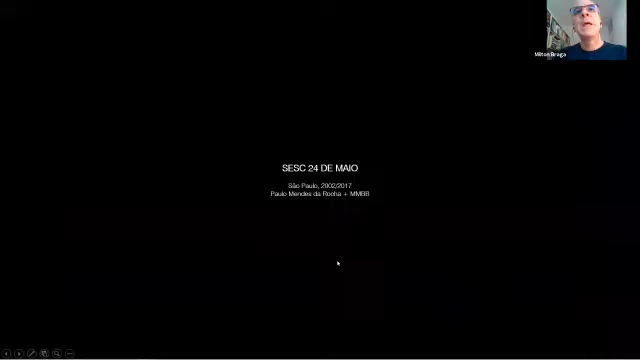 Milton Braga
SESC 24 DE MAIO
São Paulo, 2002/2017
Paulo Mendes da Rocha + MMBB